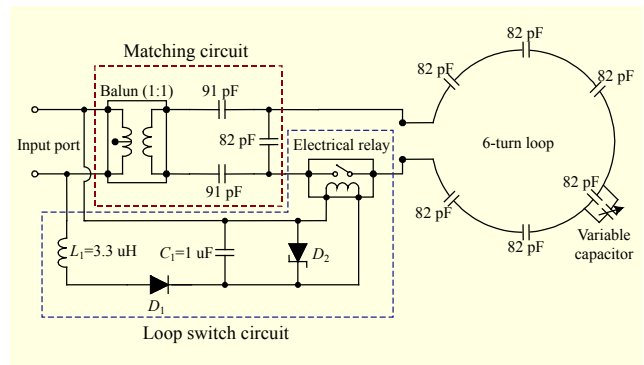 82 pF
Matching circuit
82 pF
82 pF
Balun (1:1)
91 pF
82 pF
Electrical relay
Input port
6-turn loop
91 pF
82 pF
82 pF
L1=3.3 uH
C1=1 uF
D2
82 pF
Variable
capacitor
D1
Loop switch circuit